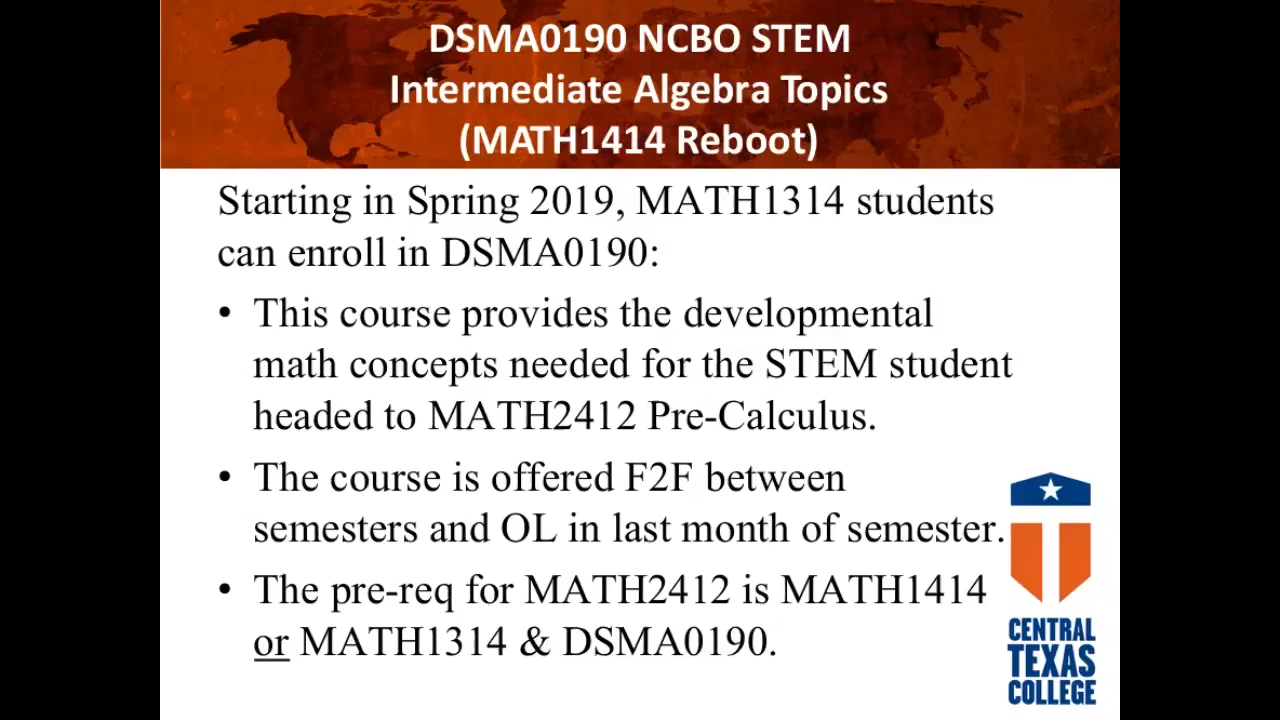 DSMA0190 NCBO STEM
Intermediate Algebra Topics
(MATH1414 Reboot)
Starting in Spring 2019, MATH1314 students
can enroll in DSMA0190:
• This course provides the developmental
math concepts needed for the STEM student
headed to MATH2412 Pre-Calculus.
• The course is offered F2F between
semesters and OL in last month of semester.
• The pre-req for MATH2412 is MATH1414
or MATH1314 & DSMA0190.
CENTRAL
TEXAS
COLLEGE